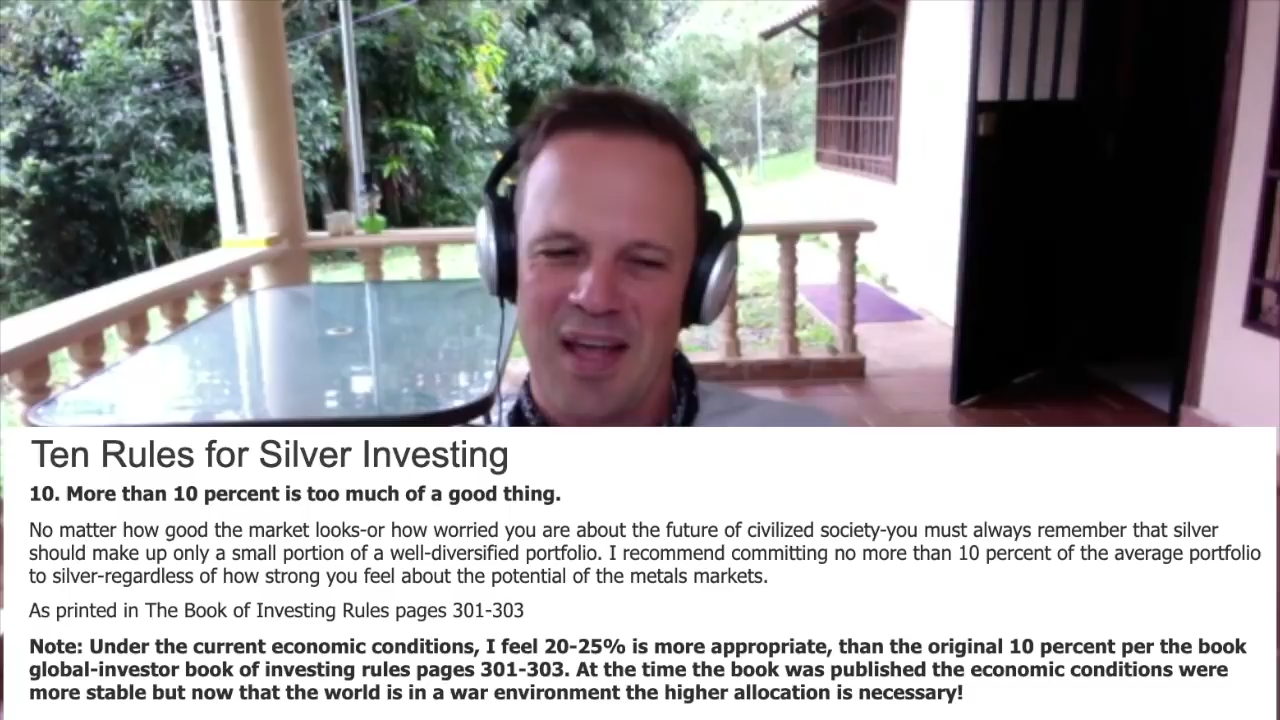 Ten Rules for Silver Investing
10. More than 10 percent is too much of a good thing.
No matter how good the market looks-or how worried you are about the future of civilized society-you must always remember that silver
should make up only a small portion of a well-diversified portfolio. I recommend committing no more than 10 percent of the average portfolio
to silver-regardless of how strong you feel about the potential of the metals markets.
As printed in The Book of Investing Rules pages 301-303
Note: Under the current economic conditions, I feel 20-25% is more appropriate, than the original 10 percent per the book
global-investor book of investing rules pages 301-303. At the time the book was published the economic conditions were
more stable but now that the world is in a war environment the higher allocation is necessary!